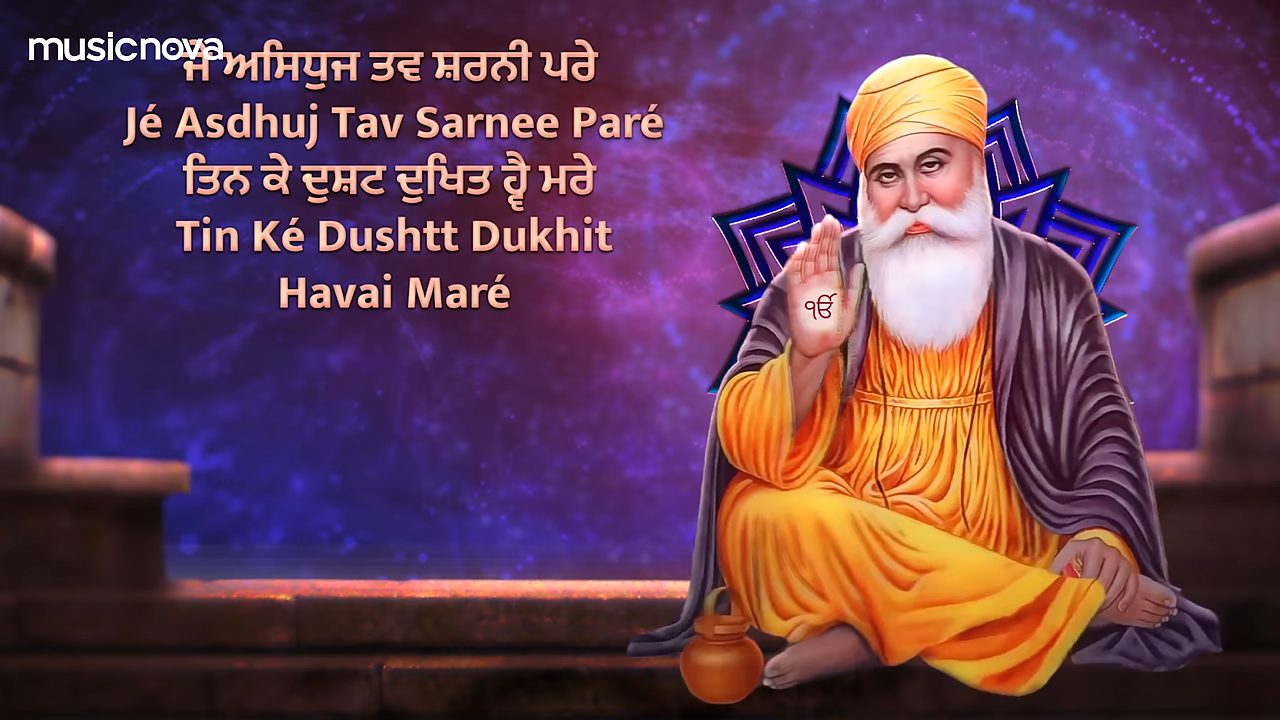 musicnova
ਜੋ ਅਸਿਧੁਜ ਤਵ ਸ਼ਰਨੀ ਪਰੇ
Jé Asdhuj Tav Sarnee Paré
ਤਿਨ ਕੇ ਦੁਸ਼ਟ ਦੁਖਿਤ ਹ੍ਵੈ ਮਰੇ
Tin Ké Dushtt Dukhit
Havai Maré
ੴ